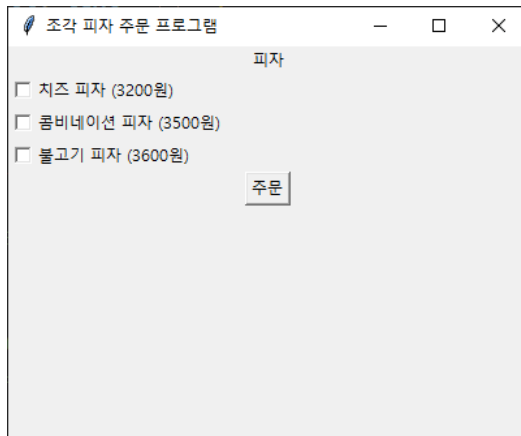 조각 피자 주문 프로그램
피자
치즈 피자 (3200원)
콤비네이션 피자 (3500원)
불고기 피자 (3600원)
주문